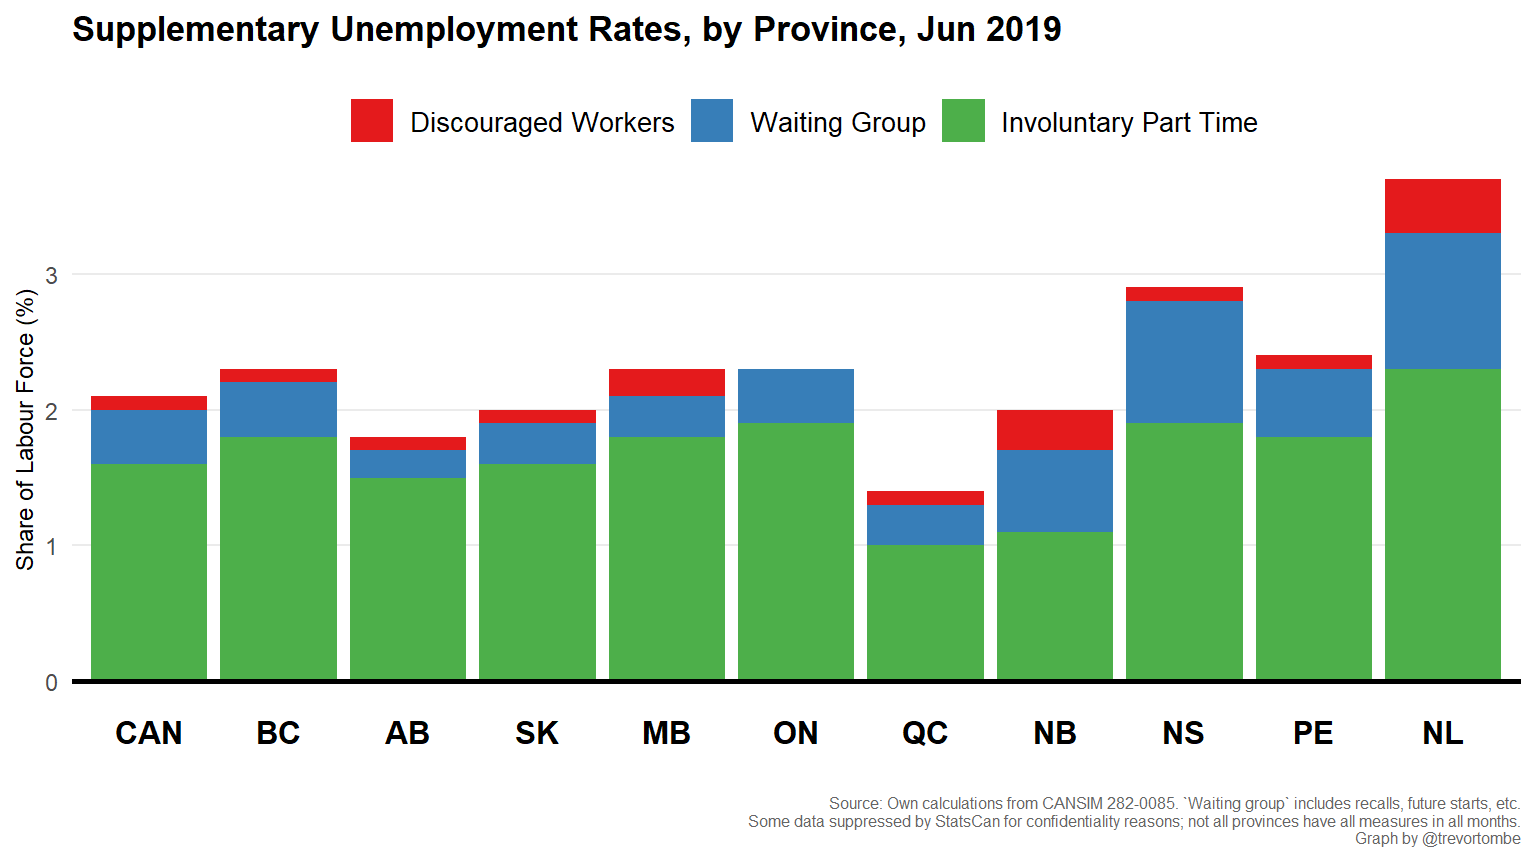 Supplementary Unemployment Rates, by Province, Jun 2019
Discouraged Workers Waiting Group Involuntary Part Time
Share of Labour Force (%)
3
2
1
0
CAN BC AB SK MB ON QC NB NS PE NL
Source: Own calculations from CANSIM 282-0085. `Waiting group` includes recalls, future starts, etc.
Some data suppressed by StatsCan for confidentiality reasons; not all provinces have all measures in all months.
Graph by @trevortombe